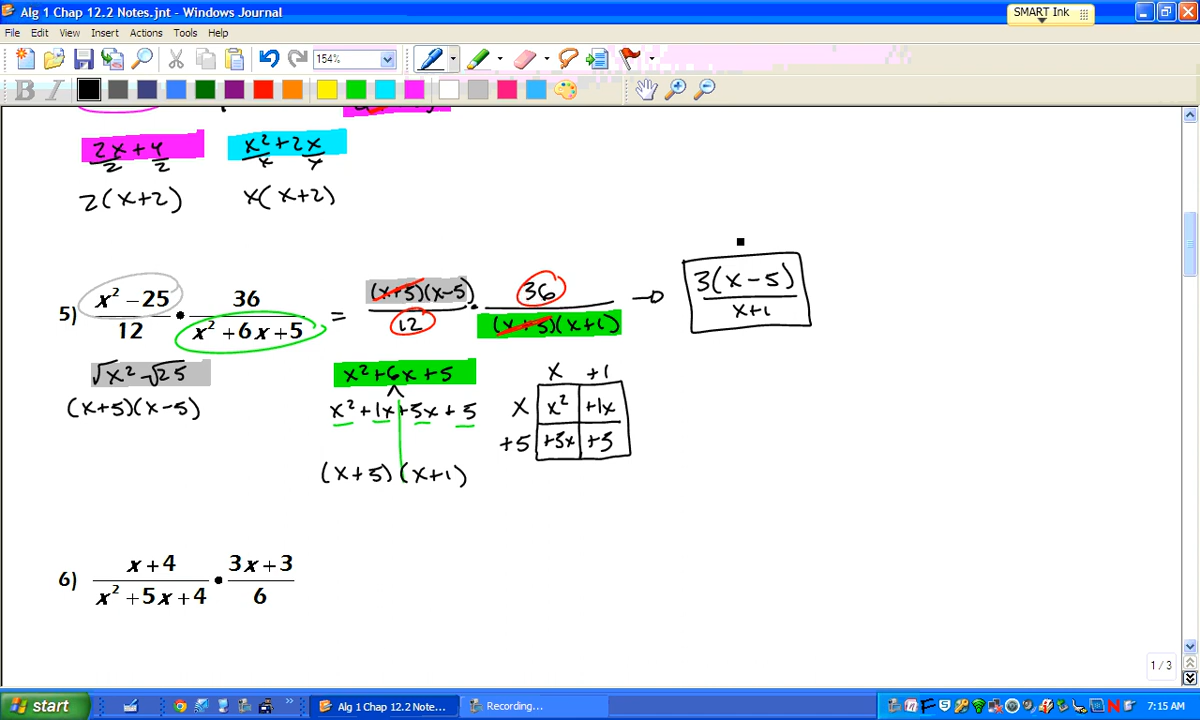 Alg 1 Chap 12.2 Notes.jnt - Windows Journal
SMART Ink
File Edit View Insert Actions Tools Help
154%
B I
2x + 4 x² + 2x
2 2 x x
2(x+2) x(x+2)
5) x² – 25 • 36 = (x+5)(x-5) • 36 → 3(x-5)
12 x² + 6x + 5 12 (x+5)(x+1) x+1
√x² - √25 x² + 6x + 5 x +1
(x+5)(x-5) x² + 1x + 5x + 5 x x² +1x
+5 +5x +5
(x+5)(x+1)
6) x + 4 • 3x + 3
x² + 5x + 4 6
1 / 3
start
Alg 1 Chap 12.2 Note...
Recording...
7:15 AM